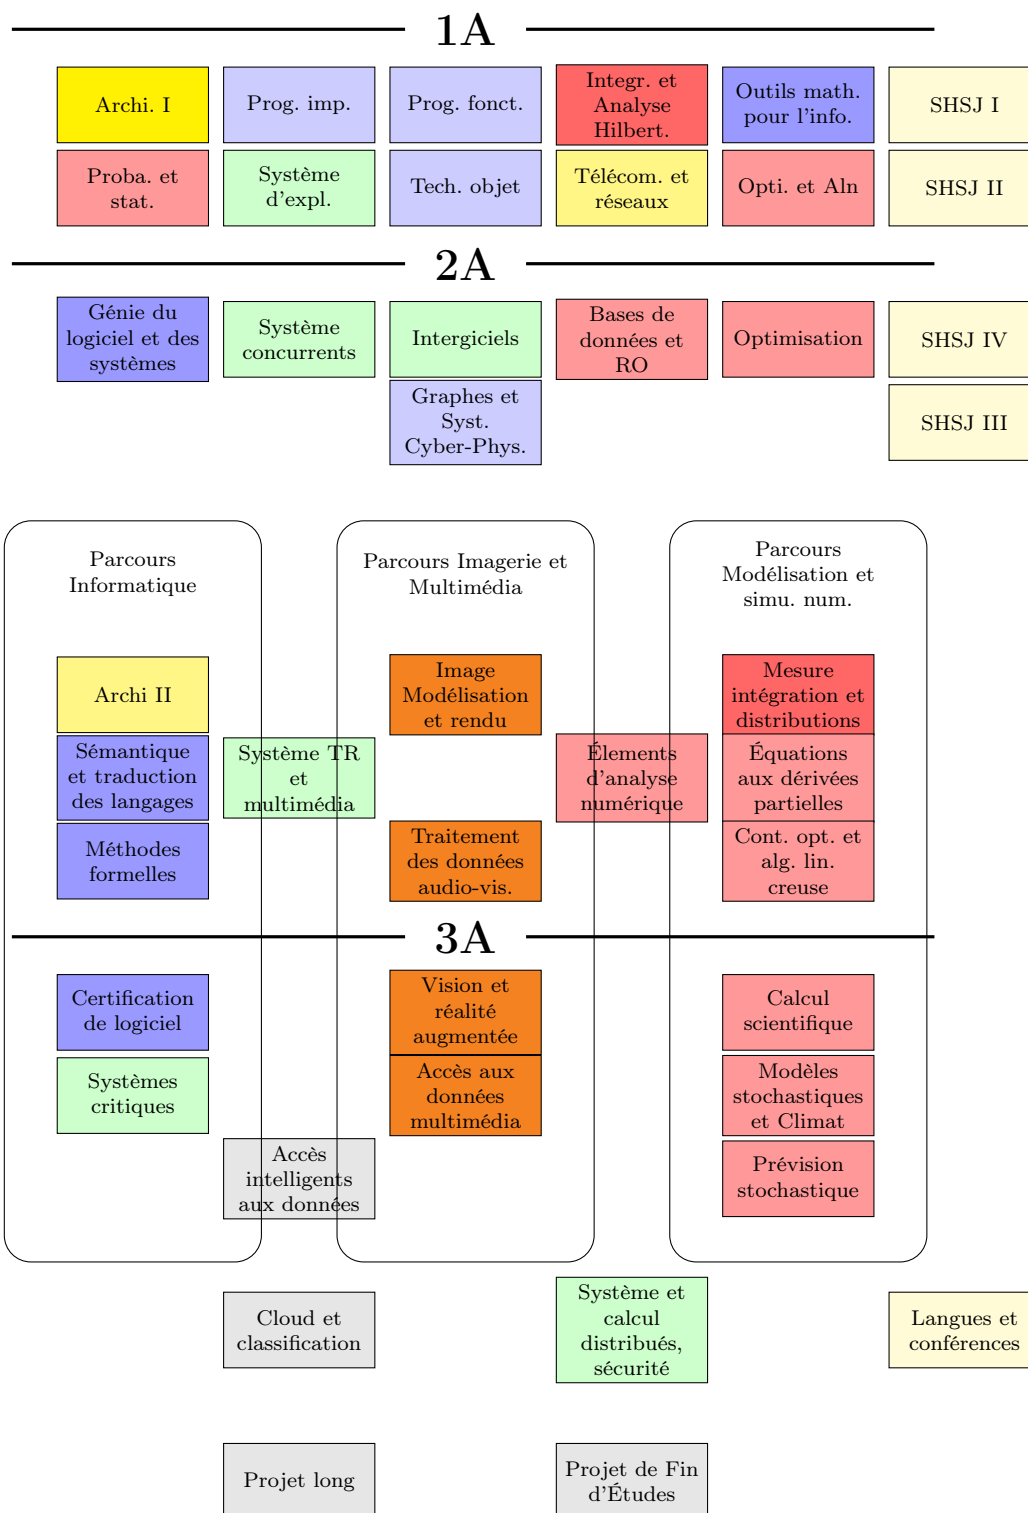 1A
Archi. I
Prog. imp.
Prog. fonct.
Integr. et
Analyse
Hilbert.
Outils math.
pour l'info.
SHSJ I
Proba. et
stat.
Système
d'expl.
Tech. objet
Télécom. et
réseaux
Opti. et Aln
SHSJ II
2A
Génie du
logiciel et des
systèmes
Système
concurrents
Intergiciels
Bases de
données et
RO
Optimisation
SHSJ IV
Graphes et
Syst.
Cyber-Phys.
SHSJ III
Parcours
Informatique
Parcours Imagerie et
Multimédia
Parcours
Modélisation et
simu. num.
Archi II
Image
Modélisation
et rendu
Mesure
intégration et
distributions
Sémantique
et traduction
des langages
Système TR
et
multimédia
Élements
d'analyse
numérique
Équations
aux dérivées
partielles
Méthodes
formelles
Traitement
des données
audio-vis.
Cont. opt. et
alg. lin.
creuse
3A
Certification
de logiciel
Vision et
réalité
augmentée
Calcul
scientifique
Systèmes
critiques
Accès aux
données
multimédia
Modèles
stochastiques
et Climat
Accès
intelligents
aux données
Prévision
stochastique
Cloud et
classification
Système et
calcul
distribués,
sécurité
Langues et
conférences
Projet long
Projet de Fin
d'Études